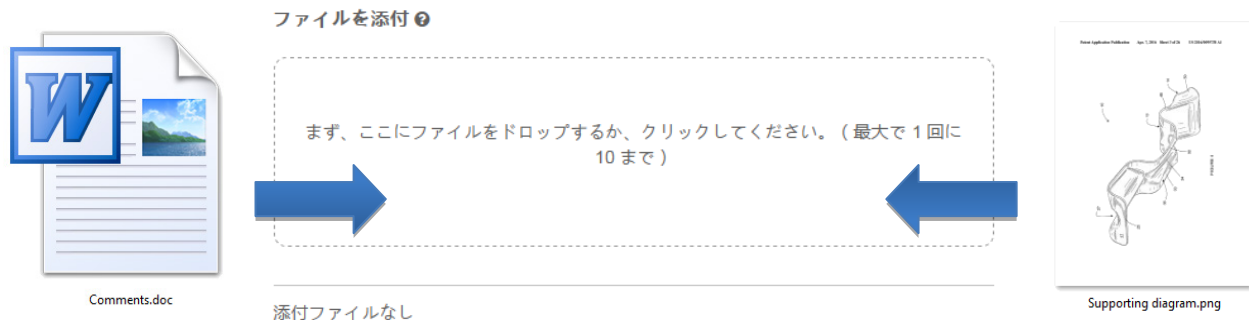 ファイルを添付 ?
まず、ここにファイルをドロップするか、クリックしてください。( 最大で 1 回に
10 まで )
添付ファイルなし
W
Comments.doc
Patent Application Publication Apr. 7, 2016
Supporting diagram.png